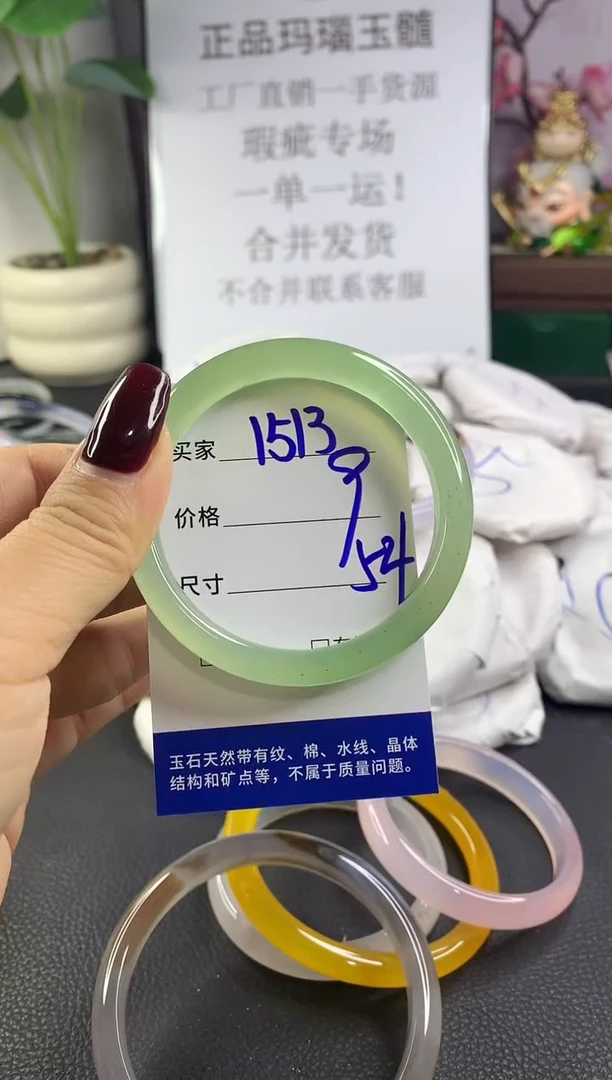 正品玛瑙玉髓
工厂直销一手货源
瑕疵专场
一单一运!
合并发货
不合并联系客服
买家 1513
价格 9
尺寸 54
玉石天然带有纹、棉、水线、晶体
结构和矿点等，不属于质量问题。